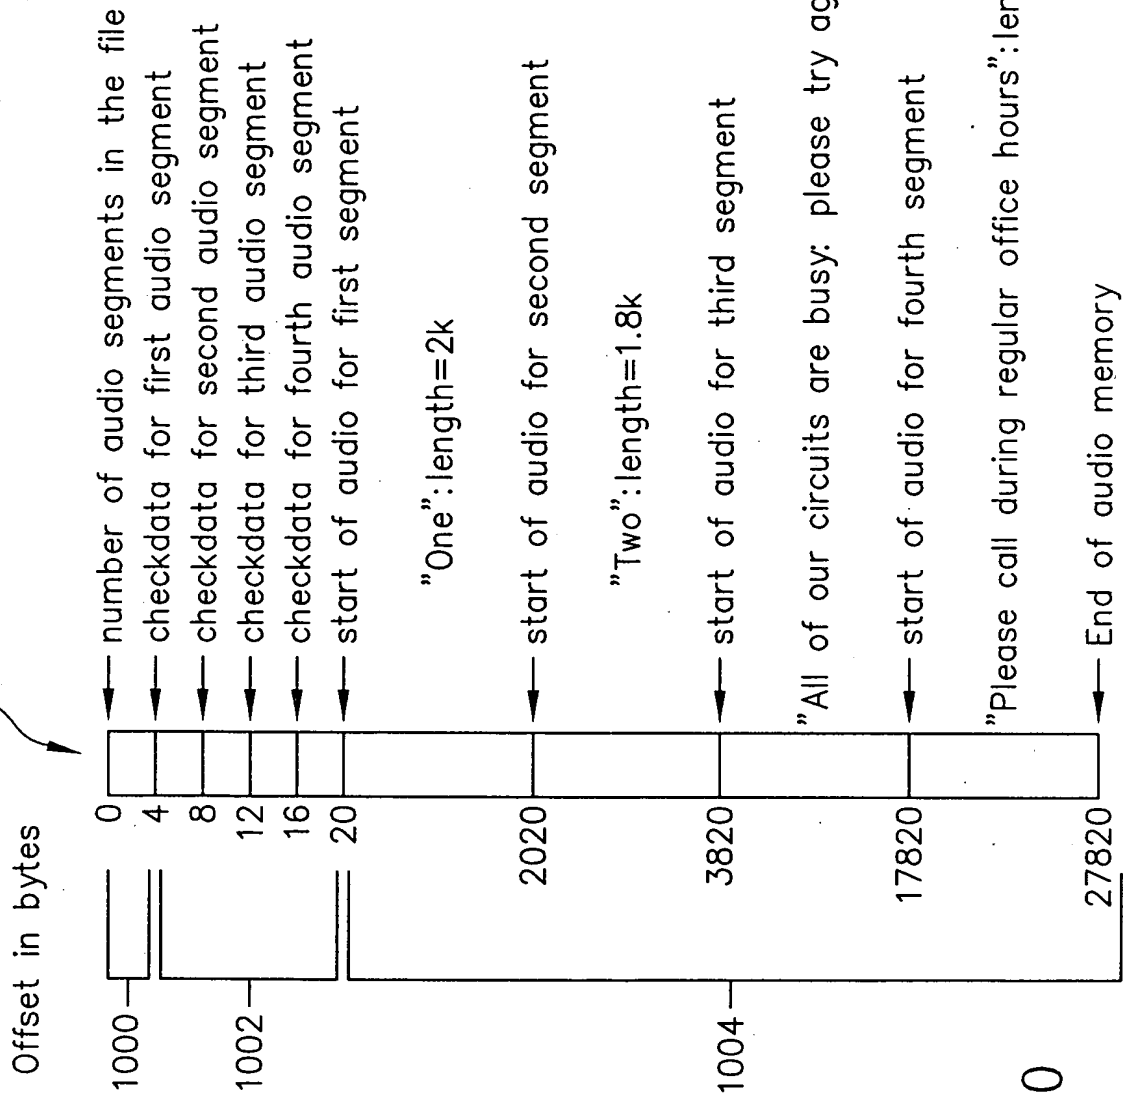 Offset in bytes
0 number of audio segments in the file
4 checkdata for first audio segment
8 checkdata for second audio segment
12 checkdata for third audio segment
16 checkdata for fourth audio segment
20 start of audio for first segment
"One":length=2k
2020 start of audio for second segment
"Two":length=1.8k
3820 start of audio for third segment
"All of our circuits are busy: please try
17820 start of audio for fourth segment
"Please call during regular office hours":
27820 End of audio memory
1000
1002
1004